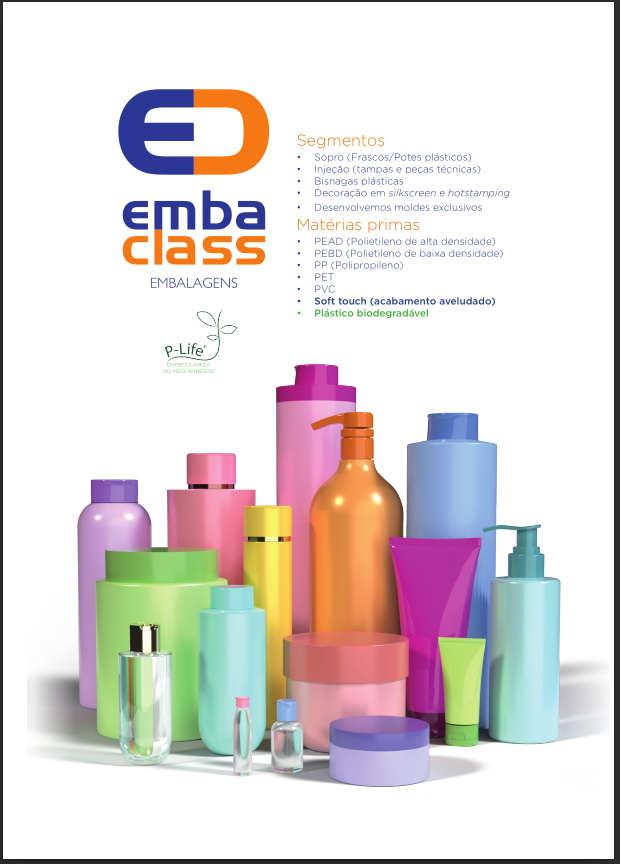 emba
class
EMBALAGENS
P-Life®
EMPRESA AMIGA
DO MEIO AMBIENTE
Segmentos
• Sopro (Frascos/Potes plásticos)
• Injeção (tampas e peças técnicas)
• Bisnagas plásticas
• Decoração em silkscreen e hotstamping
• Desenvolvemos moldes exclusivos
Matérias primas
• PEAD (Polietileno de alta densidade)
• PEBD (Polietileno de baixa densidade)
• PP (Polipropileno)
• PET
• PVC
• Soft touch (acabamento aveludado)
• Plástico biodegradável